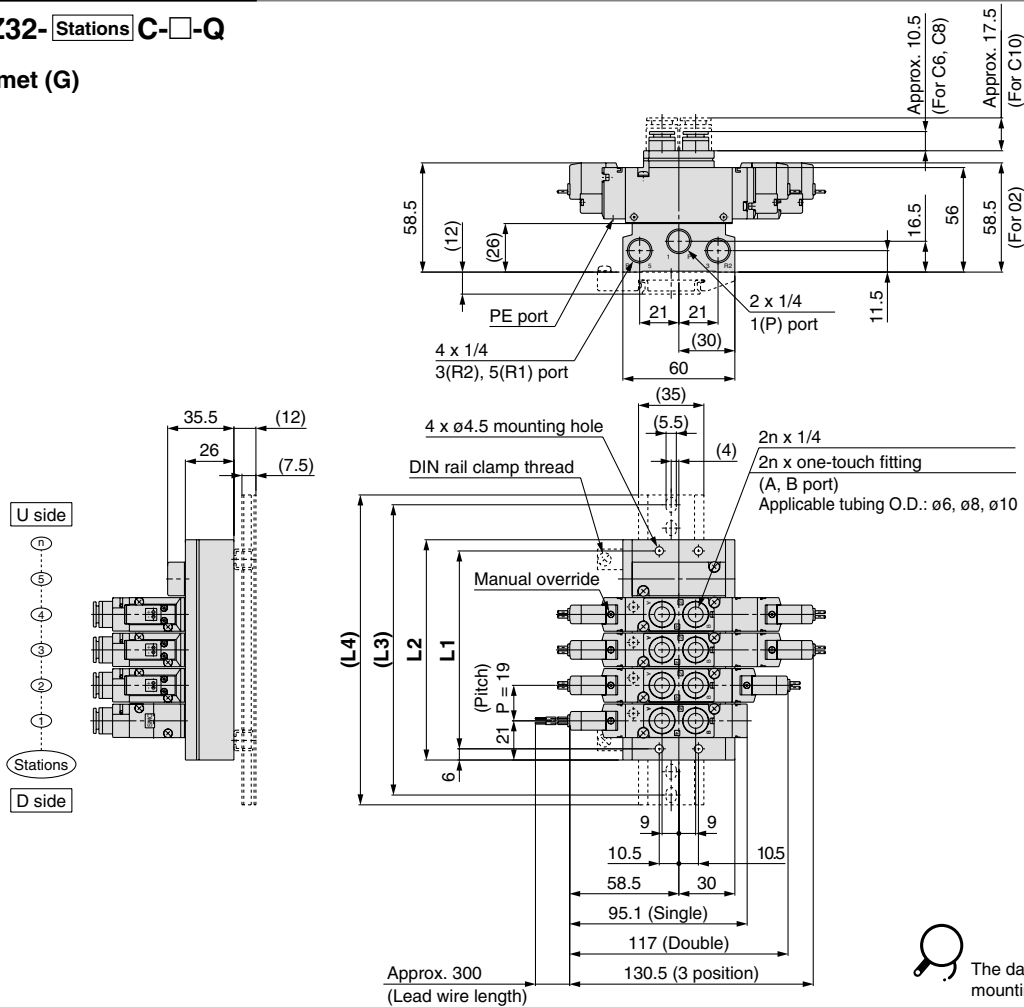 Z32- Stations C-□-Q
met (G)
Approx. 10.5
(For C6, C8)
Approx. 17.5
(For C10)
58.5
(12)
(26)
16.5
56
58.5
(For 02)
11.5
1
P
5
3
R2
PE port
21
21
2 x 1/4
1(P) port
(30)
4 x 1/4
3(R2), 5(R1) port
60
35.5
(12)
26
(7.5)
U side
n
5
4
3
2
1
Stations
D side
(35)
4 x ø4.5 mounting hole
(5.5)
(4)
2n x 1/4
2n x one-touch fitting
(A, B port)
Applicable tubing O.D.: ø6, ø8, ø10
DIN rail clamp thread
Manual override
(L4)
(L3)
L2
L1
(Pitch)
P = 19
21
6
9
9
10.5
10.5
58.5
30
95.1 (Single)
117 (Double)
130.5 (3 position)
Approx. 300
(Lead wire length)
The da
mountin